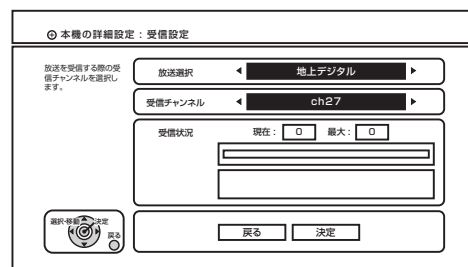 本機の詳細設定：受信設定
放送を受信する際の受
信チャンネルを選択し
ます。
放送選択 地上デジタル
受信チャンネル ch27
受信状況 現在： 0 最大： 0
選択・移動 決定
戻る
戻る 決定